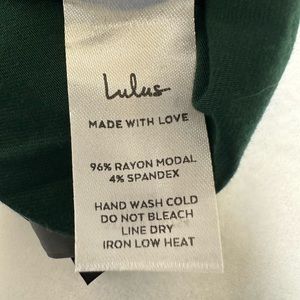 Lulus
MADE WITH LOVE
96% RAYON MODAL
4% SPANDEX
HAND WASH COLD
DO NOT BLEACH
LINE DRY
IRON LOW HEAT